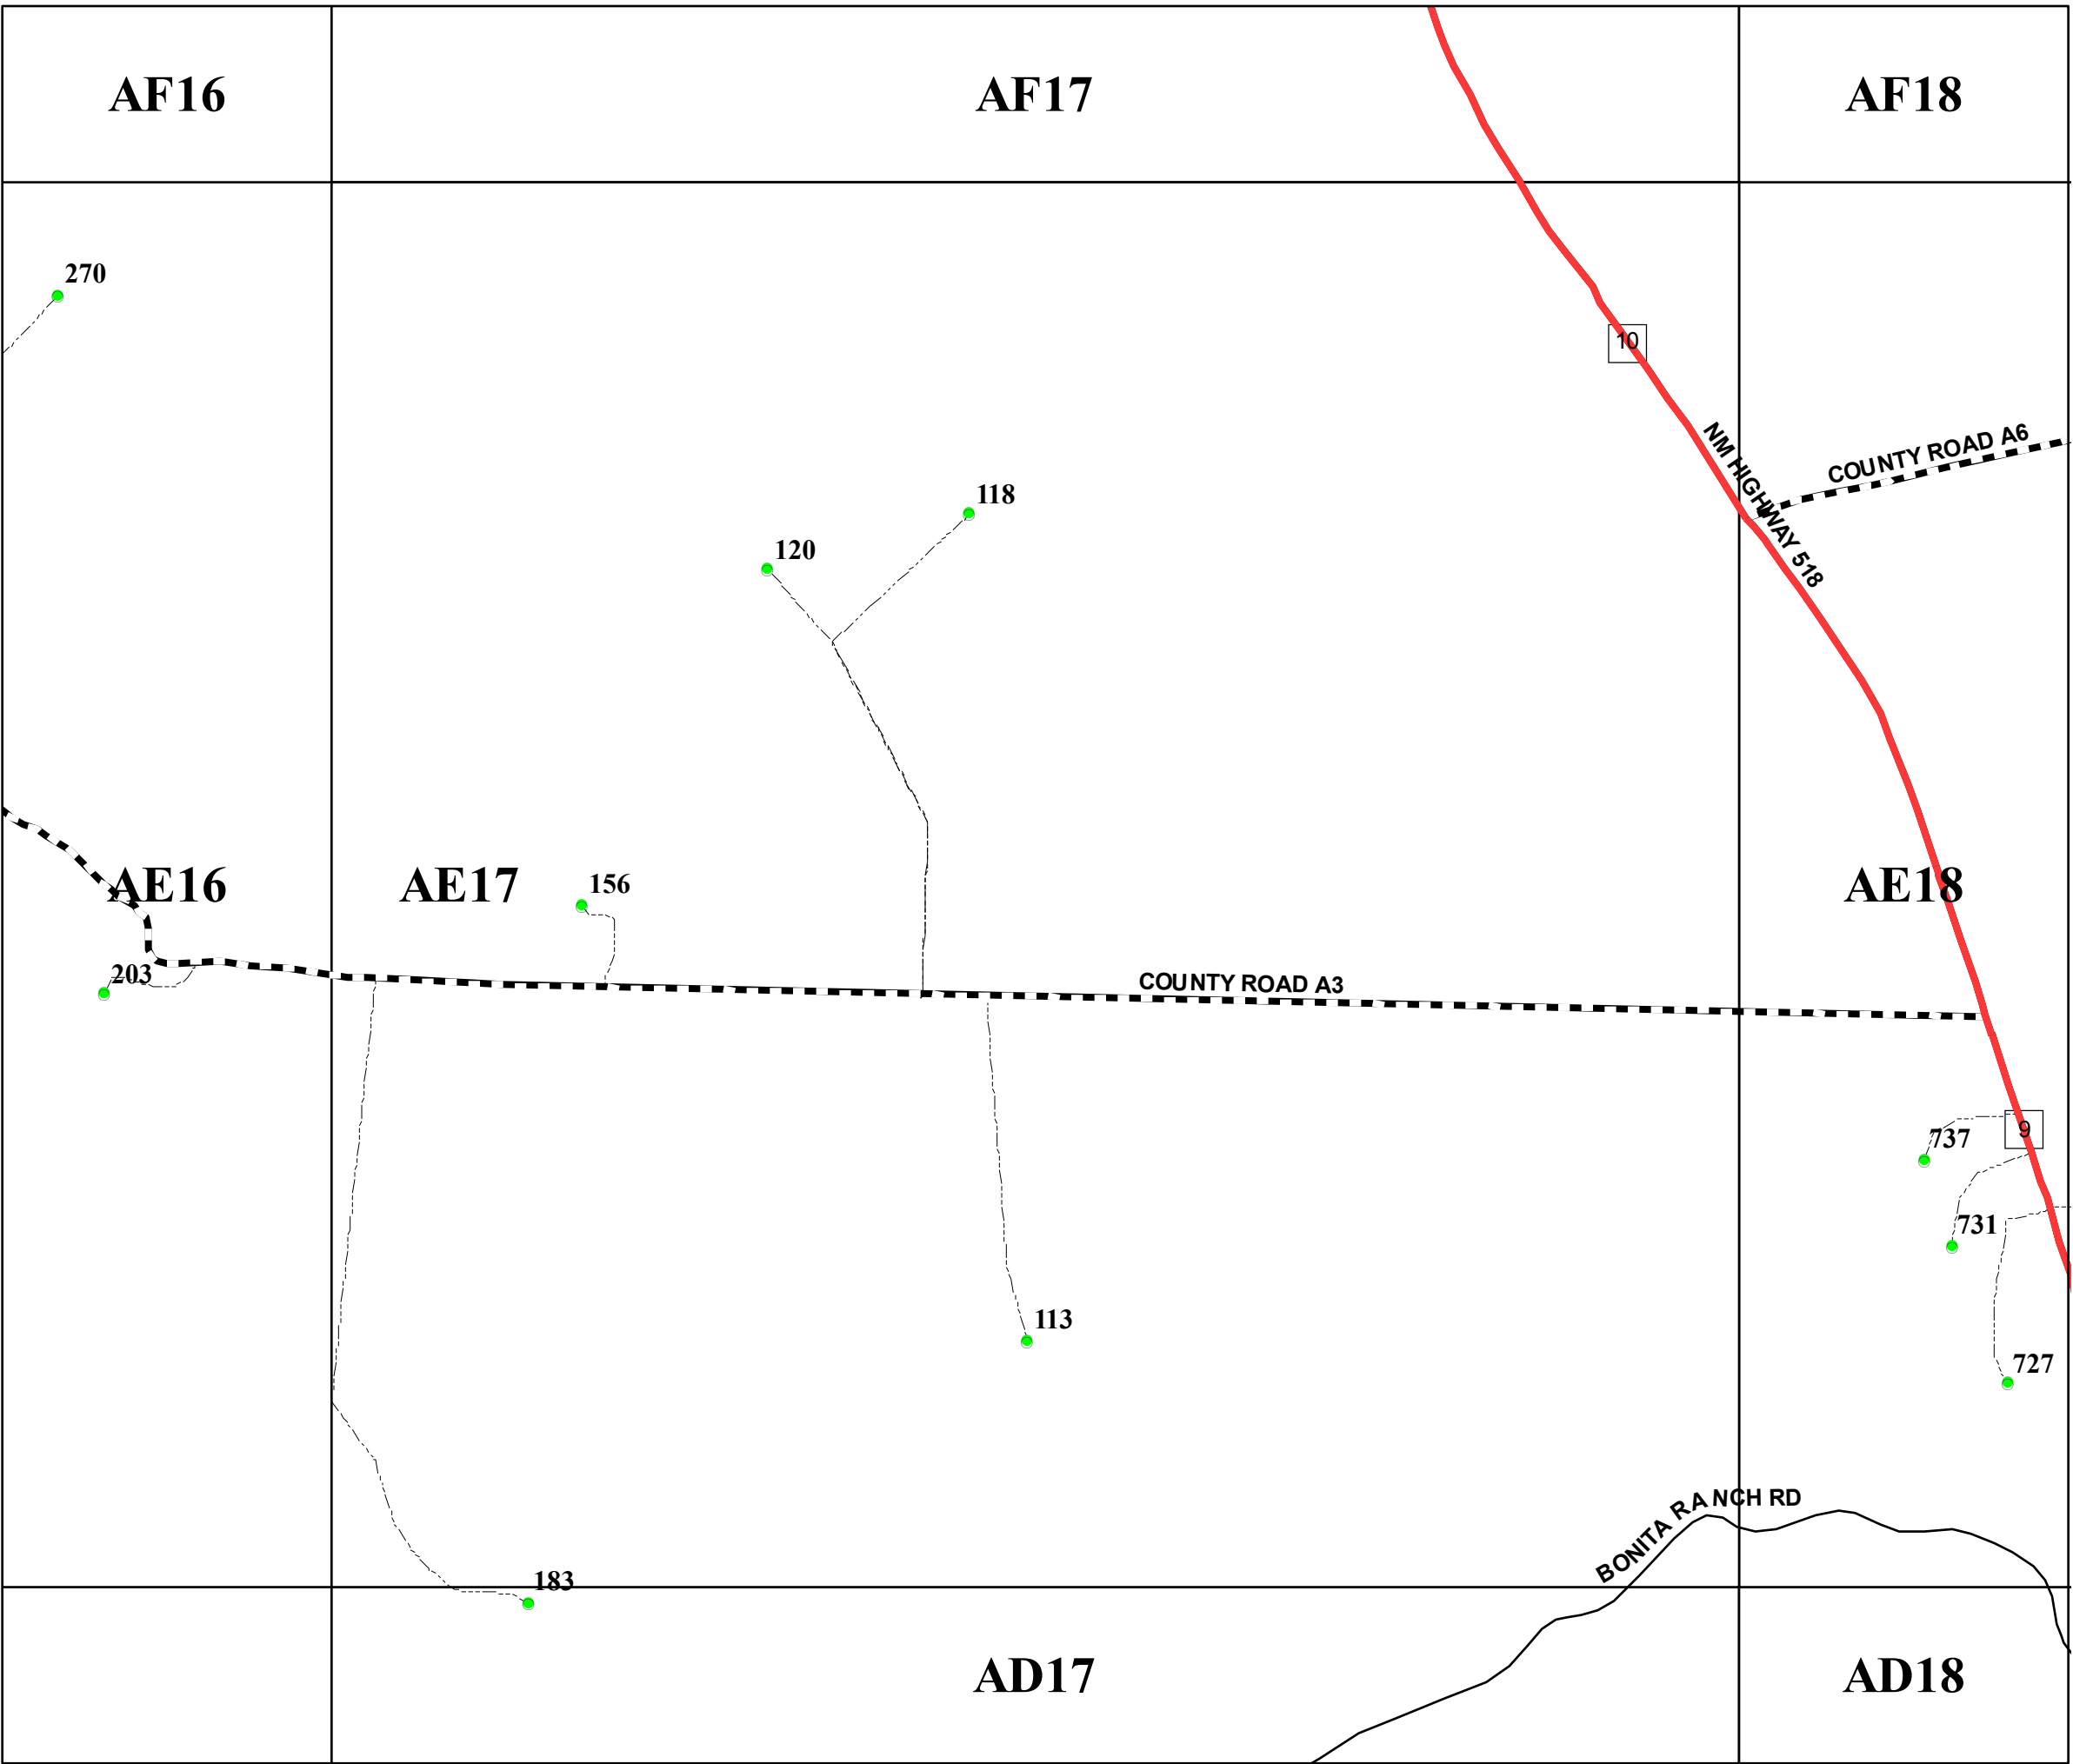 AF16
AF17
AF18
270
10
NM HIGHWAY 518
COUNTY ROAD A6
118
120
AE16
AE17
156
AE18
203
COUNTY ROAD A3
9
737
731
113
727
BONITA RANCH RD
183
AD17
AD18